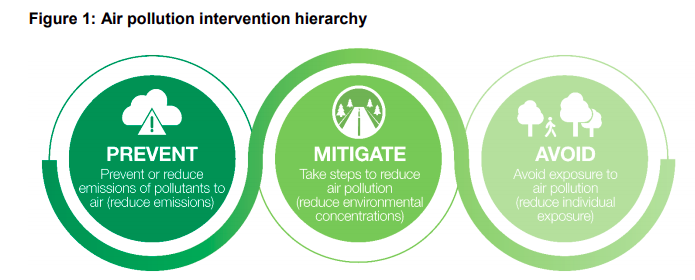 Figure 1: Air pollution intervention hierarchy
PREVENT
Prevent or reduce
emissions of pollutants to
air (reduce emissions)
MITIGATE
Take steps to reduce
air pollution
(reduce environmental
concentrations)
AVOID
Avoid exposure to
air pollution
(reduce individual
exposure)